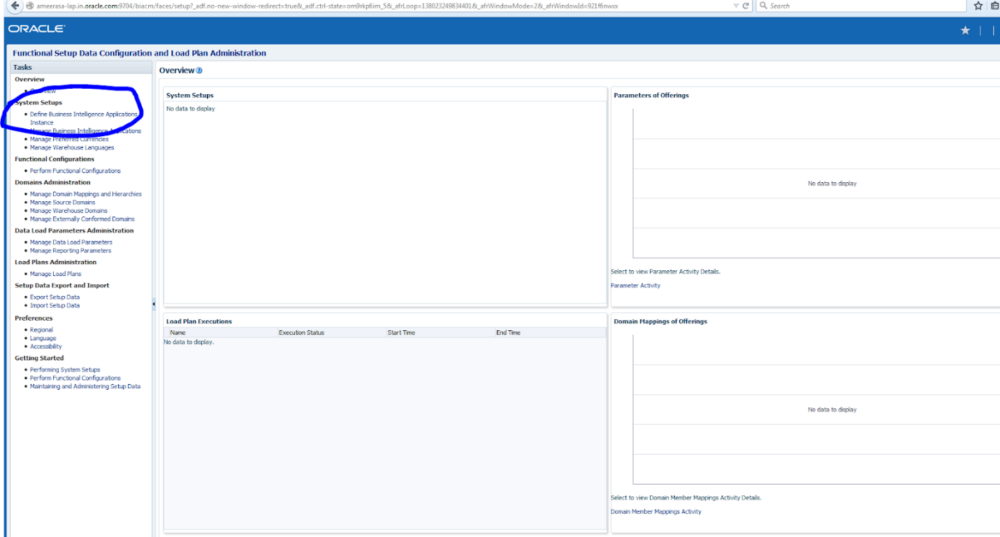 ameerasa-lap.in.oracle.com:9704/biacm/faces/setup?_adf.no-new-window-redirect=true&_adf.ctrl-state=om9rkp6im_5&_afrLoop=138023249834401&_afrWindowMode=2&_afrWindowId=921f6nwxx
Search
ORACLE
Functional Setup Data Configuration and Load Plan Administration
Tasks
Overview
Overview
System Setups
Define Business Intelligence Applications
Instance
Manage Business Intelligence Applications
Manage Preferred Currencies
Manage Warehouse Languages
Functional Configurations
Perform Functional Configurations
Domains Administration
Manage Domain Mappings and Hierarchies
Manage Source Domains
Manage Warehouse Domains
Manage Externally Conformed Domains
Data Load Parameters Administration
Manage Data Load Parameters
Manage Reporting Parameters
Load Plans Administration
Manage Load Plans
Setup Data Export and Import
Export Setup Data
Import Setup Data
Preferences
Regional
Language
Accessibility
Getting Started
Performing System Setups
Perform Functional Configurations
Maintaining and Administering Setup Data
Overview
System Setups
No data to display
Parameters of Offerings
No data to display
Select to view Parameter Activity Details.
Parameter Activity
Load Plan Executions
Name Execution Status Start Time End Time
No data to display.
Domain Mappings of Offerings
No data to display
Select to view Domain Member Mappings Activity Details.
Domain Member Mappings Activity